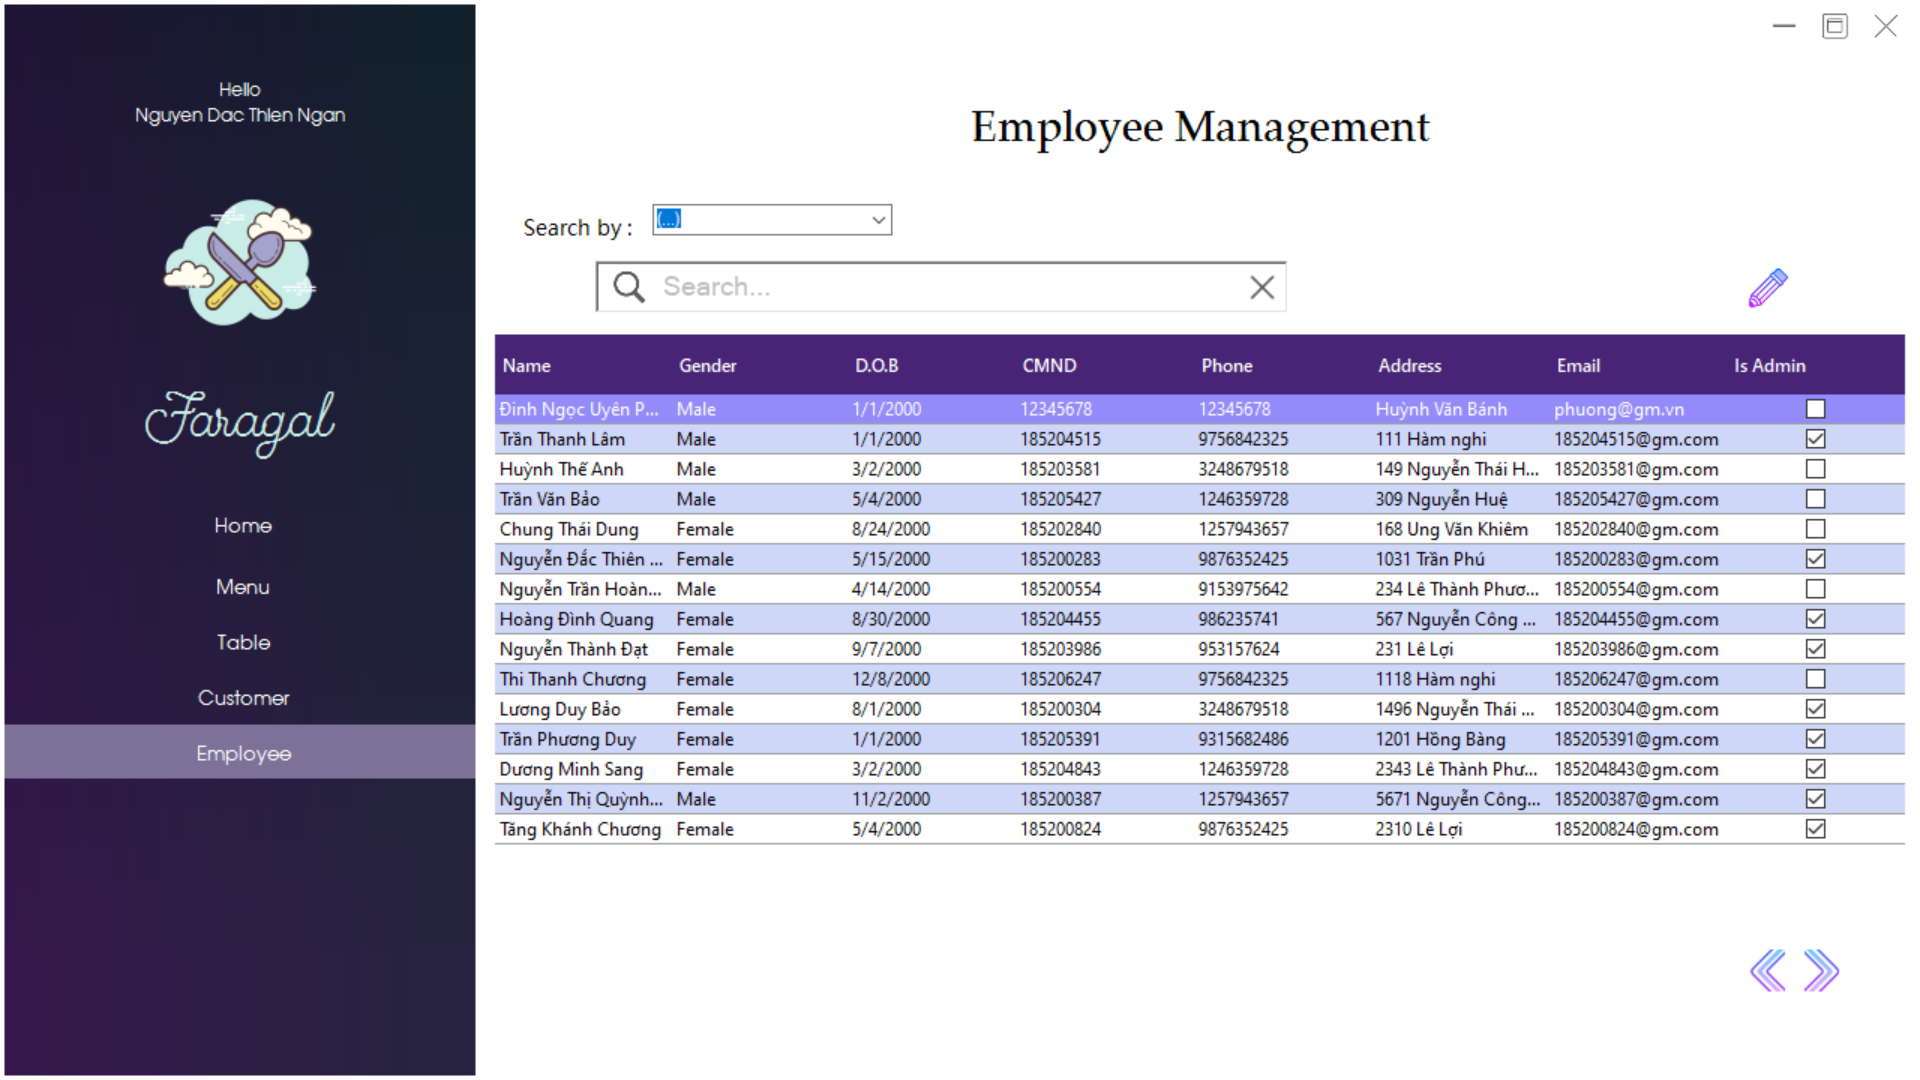 Hello
Nguyen Dac Thien Ngan
Faragal
Home
Menu
Table
Customer
Employee
Employee Management
Search by :
(...)
Search...
Name Gender D.O.B CMND Phone Address Email Is Admin
Đinh Ngọc Uyên P... Male 1/1/2000 12345678 12345678 Huỳnh Văn Bánh phuong@gm.vn
Trần Thanh Lâm Male 1/1/2000 185204515 9756842325 111 Hàm nghi 185204515@gm.com
Huỳnh Thế Anh Male 3/2/2000 185203581 3248679518 149 Nguyễn Thái H... 185203581@gm.com
Trần Văn Bảo Male 5/4/2000 185205427 1246359728 309 Nguyễn Huệ 185205427@gm.com
Chung Thái Dung Female 8/24/2000 185202840 1257943657 168 Ung Văn Khiêm 185202840@gm.com
Nguyễn Đắc Thiên ... Female 5/15/2000 185200283 9876352425 1031 Trần Phú 185200283@gm.com
Nguyễn Trần Hoàn... Male 4/14/2000 185200554 9153975642 234 Lê Thành Phươ... 185200554@gm.com
Hoàng Đình Quang Female 8/30/2000 185204455 986235741 567 Nguyễn Công ... 185204455@gm.com
Nguyễn Thành Đạt Female 9/7/2000 185203986 953157624 231 Lê Lợi 185203986@gm.com
Thi Thanh Chương Female 12/8/2000 185206247 9756842325 1118 Hàm nghi 185206247@gm.com
Lương Duy Bảo Female 8/1/2000 185200304 3248679518 1496 Nguyễn Thái ... 185200304@gm.com
Trần Phương Duy Female 1/1/2000 185205391 9315682486 1201 Hồng Bàng 185205391@gm.com
Dương Minh Sang Female 3/2/2000 185204843 1246359728 2343 Lê Thành Phư... 185204843@gm.com
Nguyễn Thị Quỳnh... Male 11/2/2000 185200387 1257943657 5671 Nguyễn Công... 185200387@gm.com
Tăng Khánh Chương Female 5/4/2000 185200824 9876352425 2310 Lê Lợi 185200824@gm.com